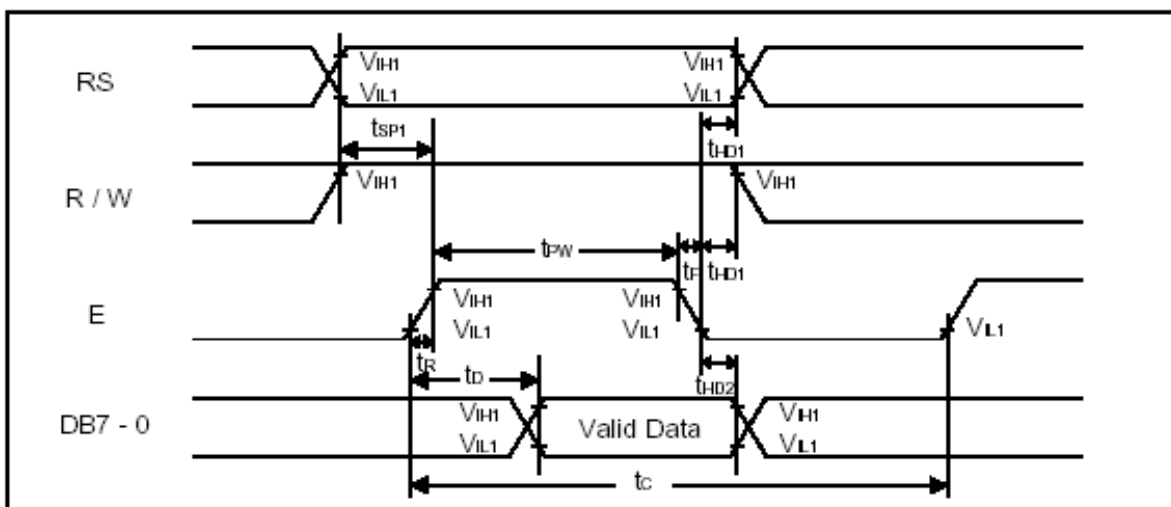 RS
VIH1
VIL1
VIH1
VIL1
tSP1
tHD1
R / W
VIH1
VIH1
tPW
tF
tHD1
E
VIH1
VIL1
VIH1
VIL1
VIL1
tR
tD
tHD2
DB7 - 0
VIH1
VIL1
Valid Data
VIH1
VIL1
tC